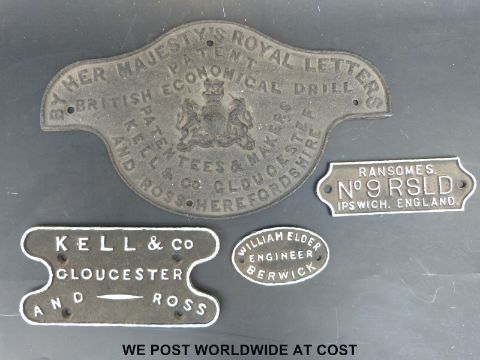 BY HER MAJESTY'S ROYAL LETTERS
PATENT
BRITISH ECONOMICAL DRILL
PATENTEES & MAKERS
KELL & Co GLOUCESTER
AND ROSS HEREFORDSHIRE
RANSOMES.
No 9 RSLD
IPSWICH. ENGLAND.
KELL & Co
GLOUCESTER
AND — ROSS
WILLIAM ELDER
ENGINEER
BERWICK
WE POST WORLDWIDE AT COST